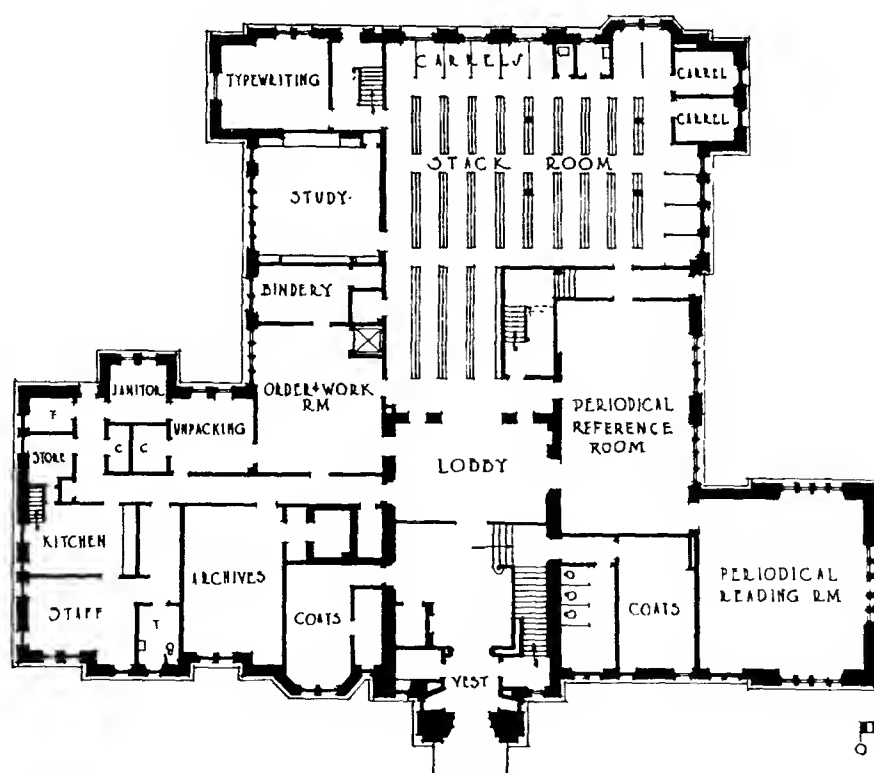 CARRELS
TYPEWRITING
CARREL
CARREL
STACK ROOM
STUDY
BINDERY
JANITOR
ORDER & WORK
RM
T
C
C
UNPACKING
STORE
PERIODICAL
REFERENCE
ROOM
LOBBY
KITCHEN
ARCHIVES
PERIODICAL
READING RM
STAFF
T
COATS
COATS
VEST